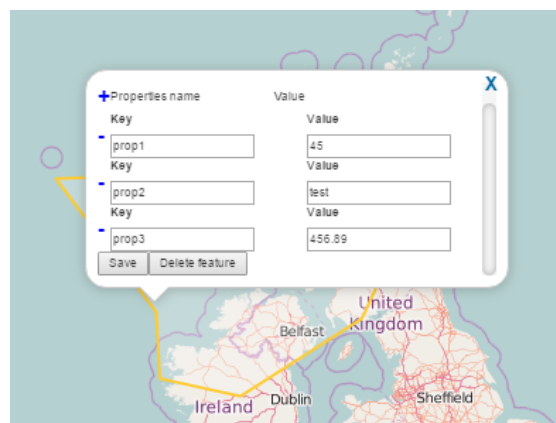 X
+Properties name Value
Key Value
- prop1 45
Key Value
- prop2 test
Key Value
- prop3 456.89
Save Delete feature
United
Kingdom
Belfast
Dublin
Sheffield
Ireland